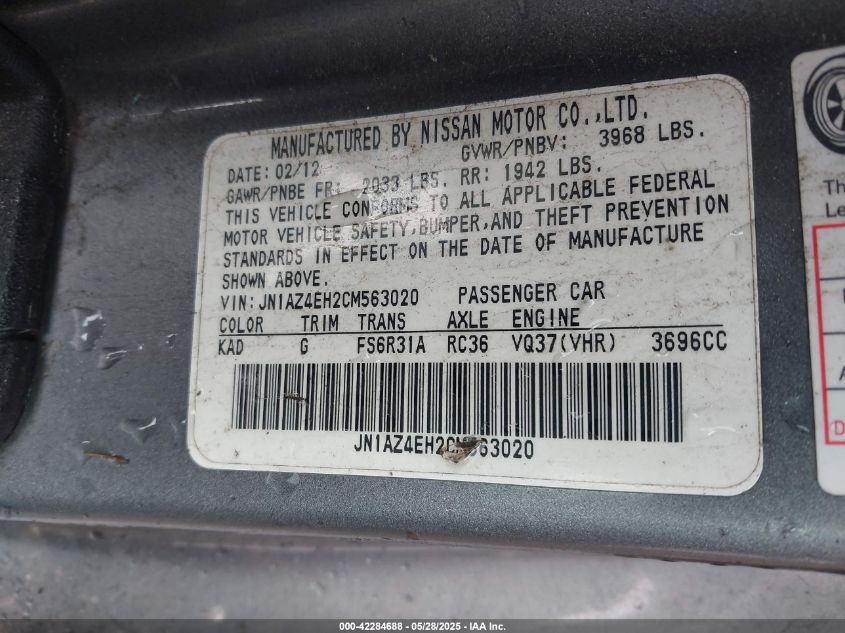 MANUFACTURED BY NISSAN MOTOR CO.,LTD.
DATE: 02/12 GVWR/PNBV: 3968 LBS.
GAWR/PNBE FR: 2033 LBS. RR: 1942 LBS.
THIS VEHICLE CONFORMS TO ALL APPLICABLE FEDERAL
MOTOR VEHICLE SAFETY,BUMPER,AND THEFT PREVENTION
STANDARDS IN EFFECT ON THE DATE OF MANUFACTURE
SHOWN ABOVE.
VIN:JN1AZ4EH2CM563020 PASSENGER CAR
COLOR TRIM TRANS AXLE ENGINE
KAD G FS6R31A RC36 VQ37(VHR) 3696CC
JN1AZ4EH2CM563020
Th
Le
000-42284688 - 05/28/2025 - IAA Inc.